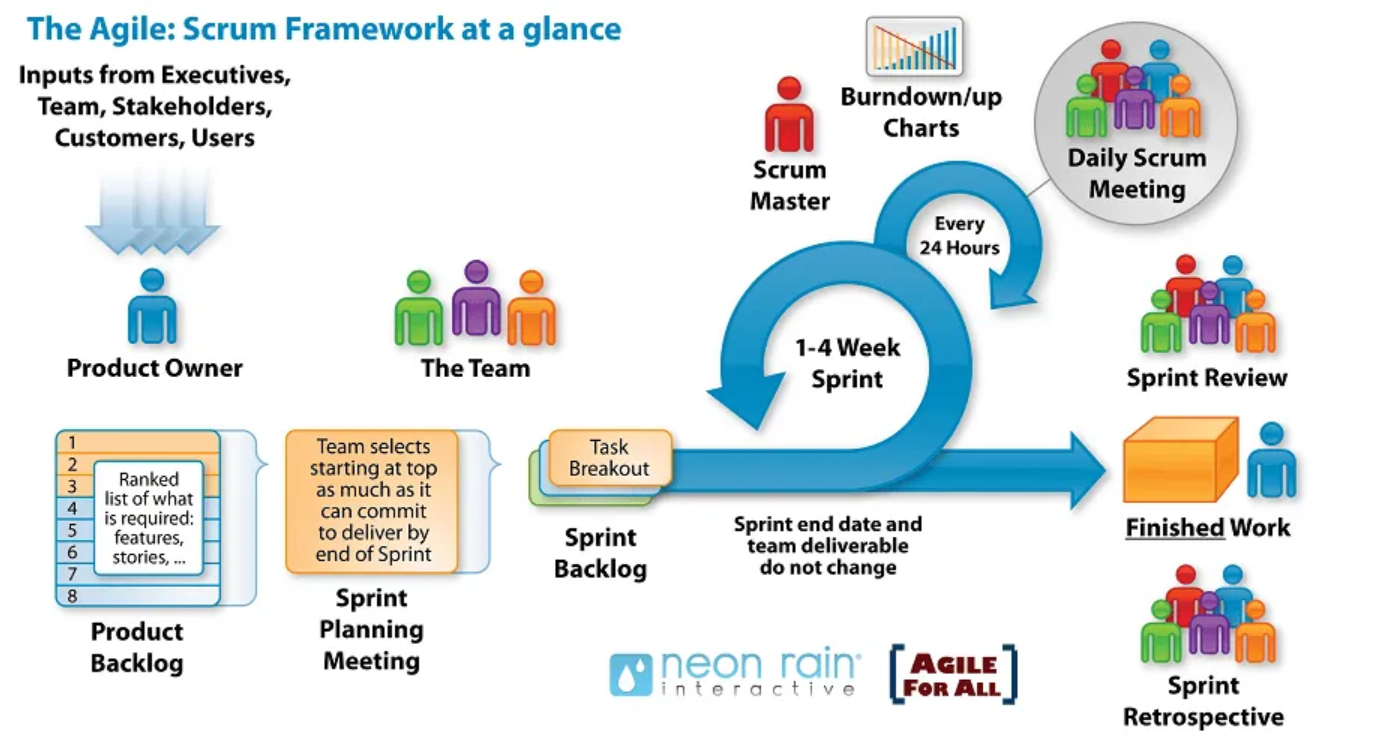 The Agile: Scrum Framework at a glance
Inputs from Executives,
Team, Stakeholders,
Customers, Users
Product Owner
The Team
Scrum
Master
Burndown/up
Charts
Daily Scrum
Meeting
Every
24 Hours
1-4 Week
Sprint
Sprint Review
1
2
3
4
5
6
7
8
Ranked
list of what
is required:
features,
stories, ...
Product
Backlog
Team selects
starting at top
as much as it
can commit
to deliver by
end of Sprint
Sprint
Planning
Meeting
Task
Breakout
Sprint
Backlog
Sprint end date and
team deliverable
do not change
Finished Work
Sprint
Retrospective
neon rain
interactive
AGILE
FOR ALL